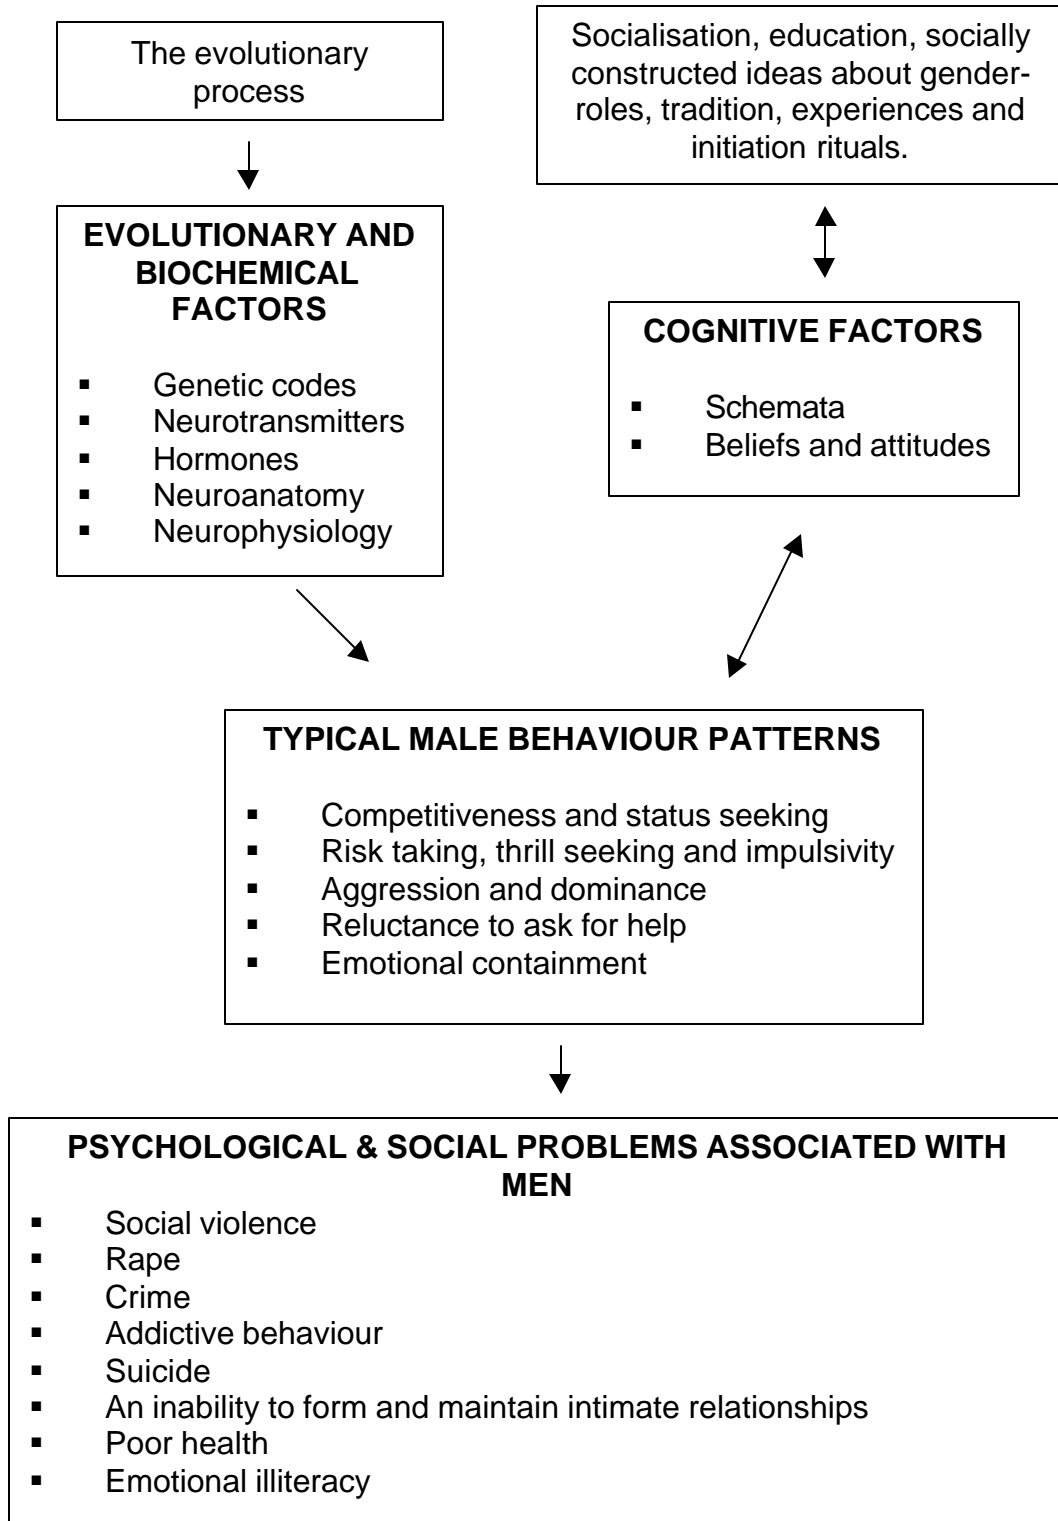 The evolutionary
process
Socialisation, education, socially
constructed ideas about gender-
roles, tradition, experiences and
initiation rituals.
EVOLUTIONARY AND
BIOCHEMICAL
FACTORS
▪ Genetic codes
▪ Neurotransmitters
▪ Hormones
▪ Neuroanatomy
▪ Neurophysiology
COGNITIVE FACTORS
▪ Schemata
▪ Beliefs and attitudes
TYPICAL MALE BEHAVIOUR PATTERNS
▪ Competitiveness and status seeking
▪ Risk taking, thrill seeking and impulsivity
▪ Aggression and dominance
▪ Reluctance to ask for help
▪ Emotional containment
PSYCHOLOGICAL & SOCIAL PROBLEMS ASSOCIATED WITH
MEN
▪ Social violence
▪ Rape
▪ Crime
▪ Addictive behaviour
▪ Suicide
▪ An inability to form and maintain intimate relationships
▪ Poor health
▪ Emotional illiteracy